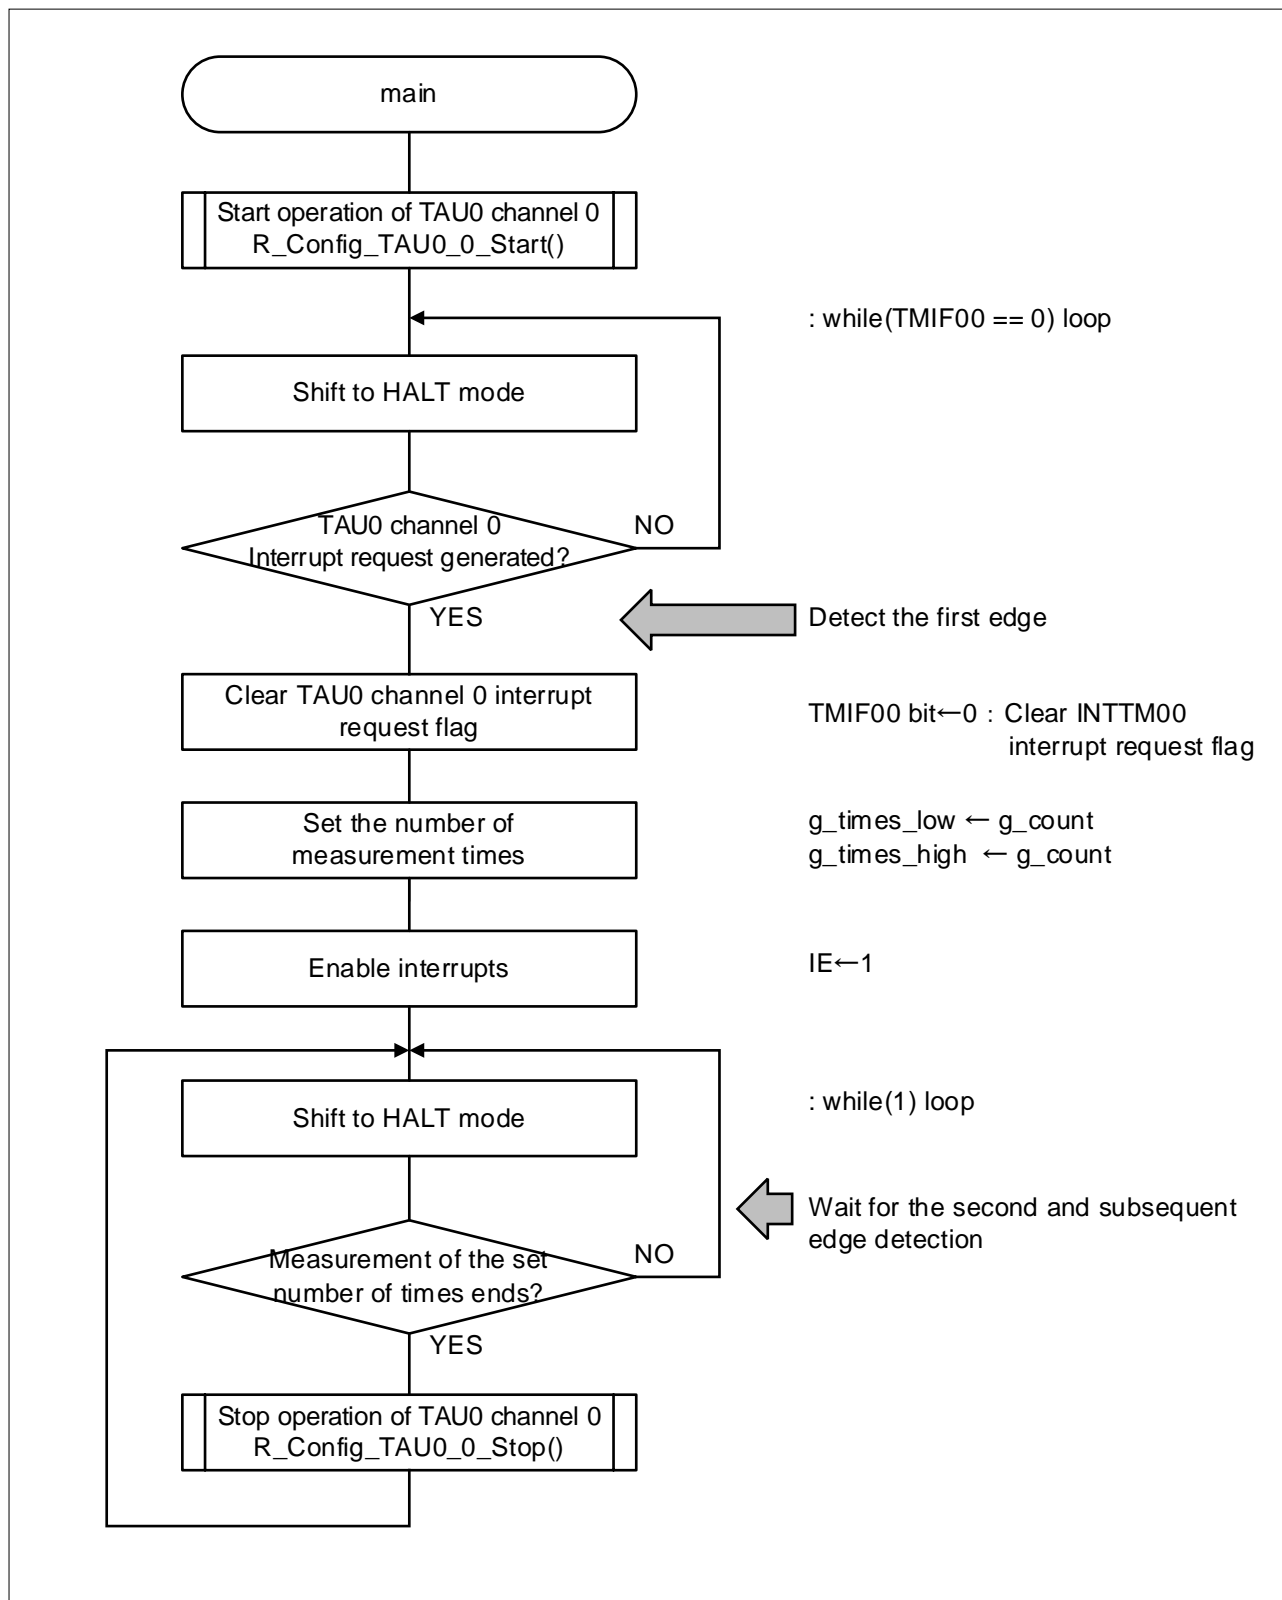 main
Start operation of TAU0 channel 0
R_Config_TAU0_0_Start()
: while(TMIF00 == 0) loop
Shift to HALT mode
TAU0 channel 0
Interrupt request generated?
NO
YES
Detect the first edge
Clear TAU0 channel 0 interrupt
request flag
TMIF00 bit←0 : Clear INTTM00
interrupt request flag
Set the number of
measurement times
g_times_low ← g_count
g_times_high ← g_count
Enable interrupts
IE←1
Shift to HALT mode
: while(1) loop
Wait for the second and subsequent
edge detection
Measurement of the set
number of times ends?
NO
YES
Stop operation of TAU0 channel 0
R_Config_TAU0_0_Stop()